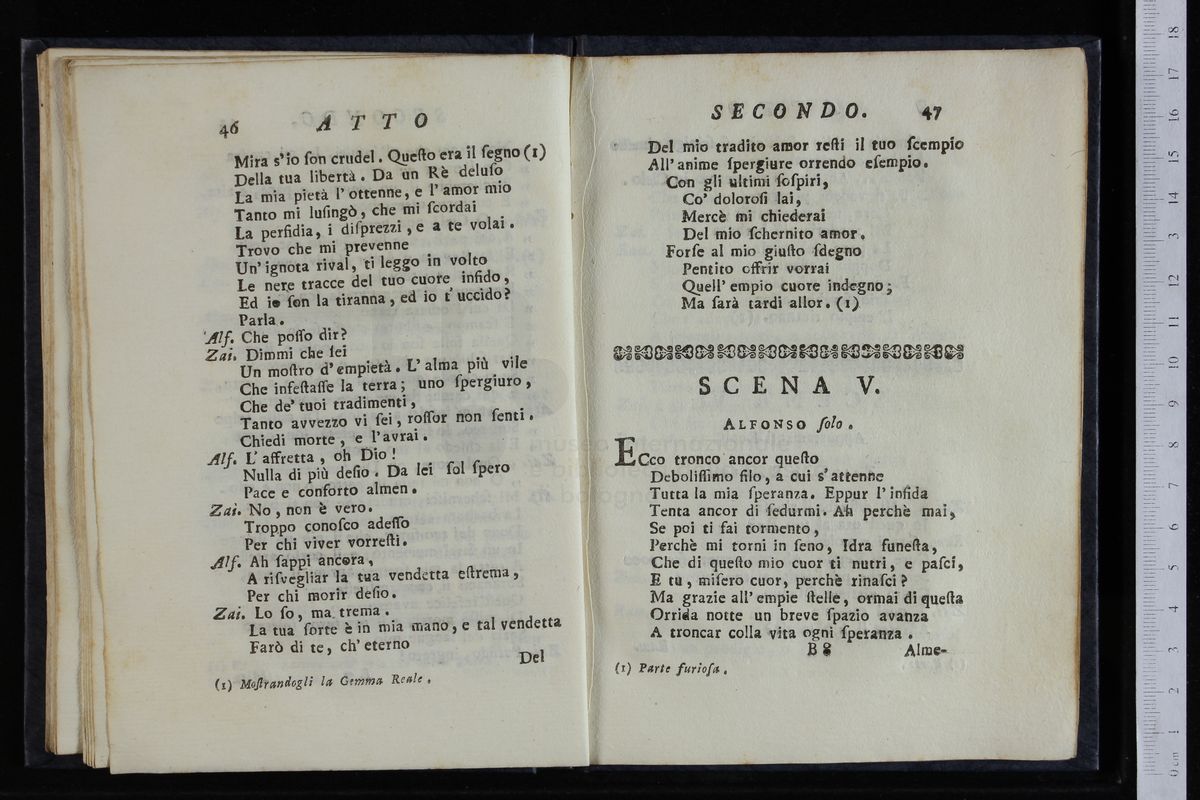 46 ATTO
Mira s'io ſon crudel. Queſto era il ſegno (1)
Della tua libertà. Da un Rè deluſo
La mia pietà l'ottenne, e l'amor mio
Tanto mi luſingò, che mi ſcordai
La perfidia, i diſprezzi, e a te volai.
Trovo che mi prevenne
Un' ignota rival, ti leggo in volto
Le nere tracce del tuo cuore infido,
Ed io ſon la tiranna, ed io t'uccido?
Parla.
Alf. Che poſſo dir?
Zai. Dimmi che ſei
Un moſtro d'empietà. L'alma più vile
Che infeſtaſſe la terra; uno ſpergiuro,
Che de' tuoi tradimenti,
Tanto avvezzo vi ſei, roſſor non ſenti.
Chiedi morte, e l'avrai.
Alf. L'affretta, oh Dio!
Nulla di più deſio. Da lei ſol ſpero
Pace e conforto almen.
Zai. No, non è vero.
Troppo conoſco adeſſo
Per chi viver vorreſti.
Alf. Ah ſappi ancora,
A riſvegliar la tua vendetta eſtrema,
Per chi morir deſio.
Zai. Lo ſo, ma trema.
La tua ſorte è in mia mano, e tal vendetta
Farò di te, ch'eterno
Del
(1) Moſtrandogli la Gemma Reale.
SECONDO. 47
Del mio tradito amor reſti il tuo ſcempio
All'anime ſpergiure orrendo eſempio.
Con gli ultimi ſoſpiri,
Co' doloroſi lai,
Mercè mi chiederai
Del mio ſchernito amor.
Forſe al mio giuſto ſdegno
Pentito offrir vorrai
Quell' empio cuore indegno;
Ma ſarà tardi allor. (1)
SCENA V.
ALFONSO ſolo.
ECco tronco ancor queſto
Deboliſſimo filo, a cui s'attenne
Tutta la mia ſperanza. Eppur l'infida
Tenta ancor di ſedurmi. Ah perchè mai,
Se poi ti fai tormento,
Perchè mi torni in ſeno, Idra funeſta,
Che di queſto mio cuor ti nutri, e paſci,
E tu, miſero cuor, perchè rinaſci?
Ma grazie all'empie ſtelle, ormai di queſta
Orrida notte un breve ſpazio avanza
A troncar colla vita ogni ſperanza.
B 8 Alme-
(1) Parte furioſa.